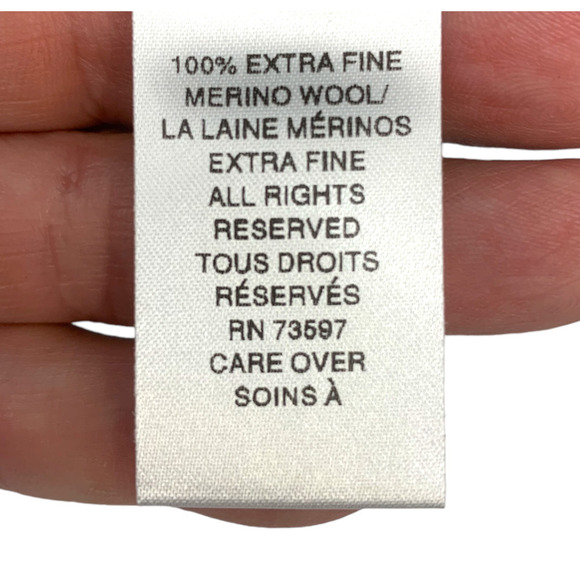 100% EXTRA FINE
MERINO WOOL/
LA LAINE MÉRINOS
EXTRA FINE
ALL RIGHTS
RESERVED
TOUS DROITS
RÉSERVÉS
RN 73597
CARE OVER
SOINS À